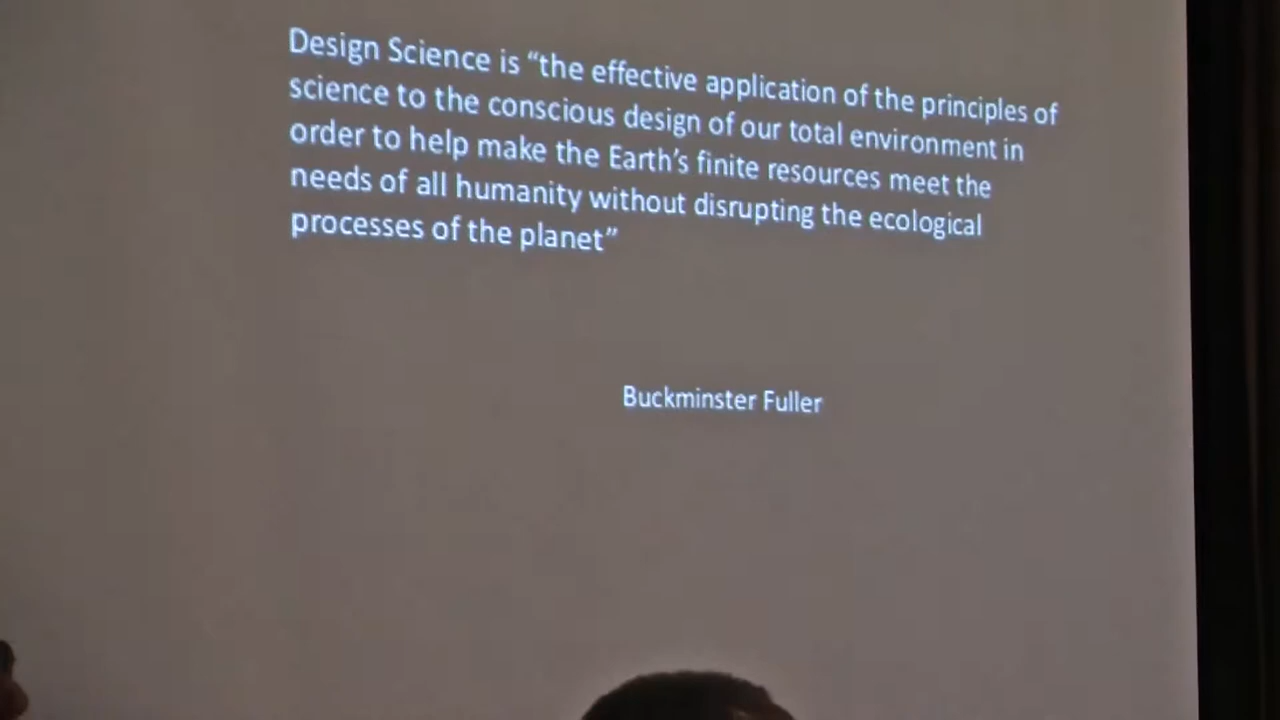 Design Science is “the effective application of the principles of
science to the conscious design of our total environment in
order to help make the Earth’s finite resources meet the
needs of all humanity without disrupting the ecological
processes of the planet”
Buckminster Fuller